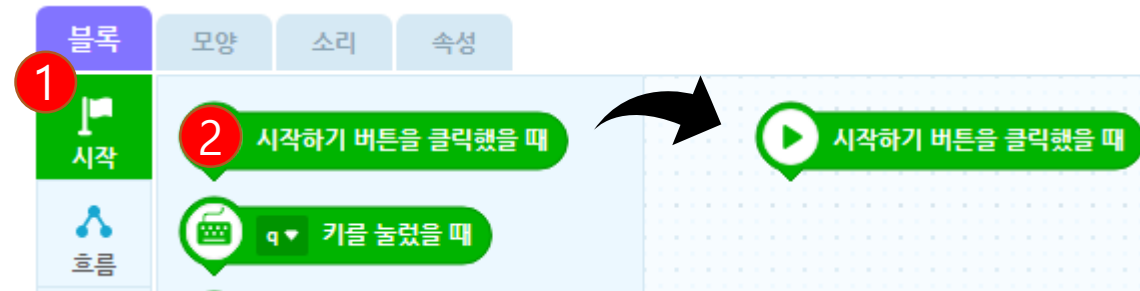 블록 모양 소리 속성
1
시작
2 시작하기 버튼을 클릭했을 때
시작하기 버튼을 클릭했을 때
q 키를 눌렀을 때
흐름